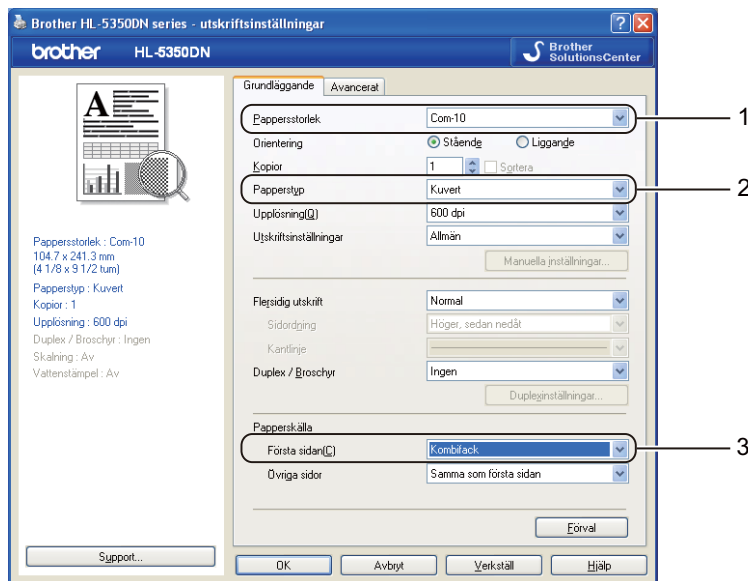 Brother HL-5350DN series - utskriftsinställningar
brother HL-5350DN
Brother
SolutionsCenter
A
Pappersstorlek : Com-10
104.7 x 241.3 mm
(4 1/8 x 9 1/2 tum)
Papperstyp : Kuvert
Kopior : 1
Upplösning : 600 dpi
Duplex / Broschyr : Ingen
Skalning : Av
Vattenstämpel : Av
Support...
Grundläggande Avancerat
Pappersstorlek Com-10 1
Orientering Stående Liggande
Kopior 1 Sortera
Papperstyp Kuvert 2
Upplösning(Q) 600 dpi
Utskriftsinställningar Allmän
Manuella inställningar...
Flersidig utskrift Normal
Sidordning Höger, sedan nedåt
Kantlinje
Duplex / Broschyr Ingen
Duplexinställningar...
Papperskälla
Första sidan(C) Kombifack 3
Övriga sidor Samma som första sidan
Förval
OK Avbryt Verkställ Hjälp